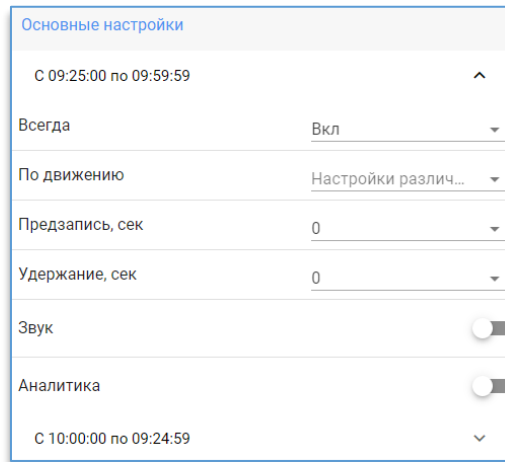 Основные настройки
С 09:25:00 по 09:59:59
Всегда Вкл
По движению Настройки различ...
Предзапись, сек 0
Удержание, сек 0
Звук
Аналитика
С 10:00:00 по 09:24:59